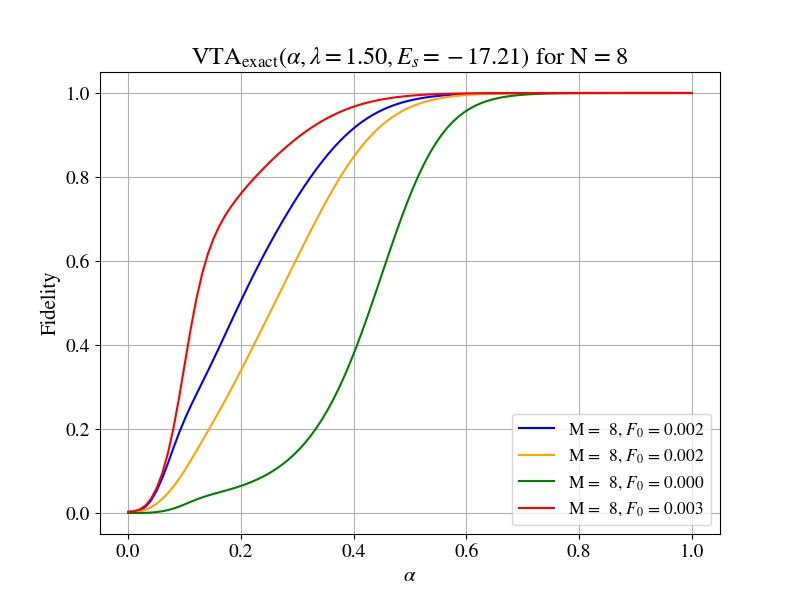 VTA_exact(α, λ = 1.50, E_s = −17.21) for N = 8
Fidelity
1.0
0.8
0.6
0.4
0.2
0.0
M = 8, F_0 = 0.002
M = 8, F_0 = 0.002
M = 8, F_0 = 0.000
M = 8, F_0 = 0.003
0.0 0.2 0.4 0.6 0.8 1.0
α